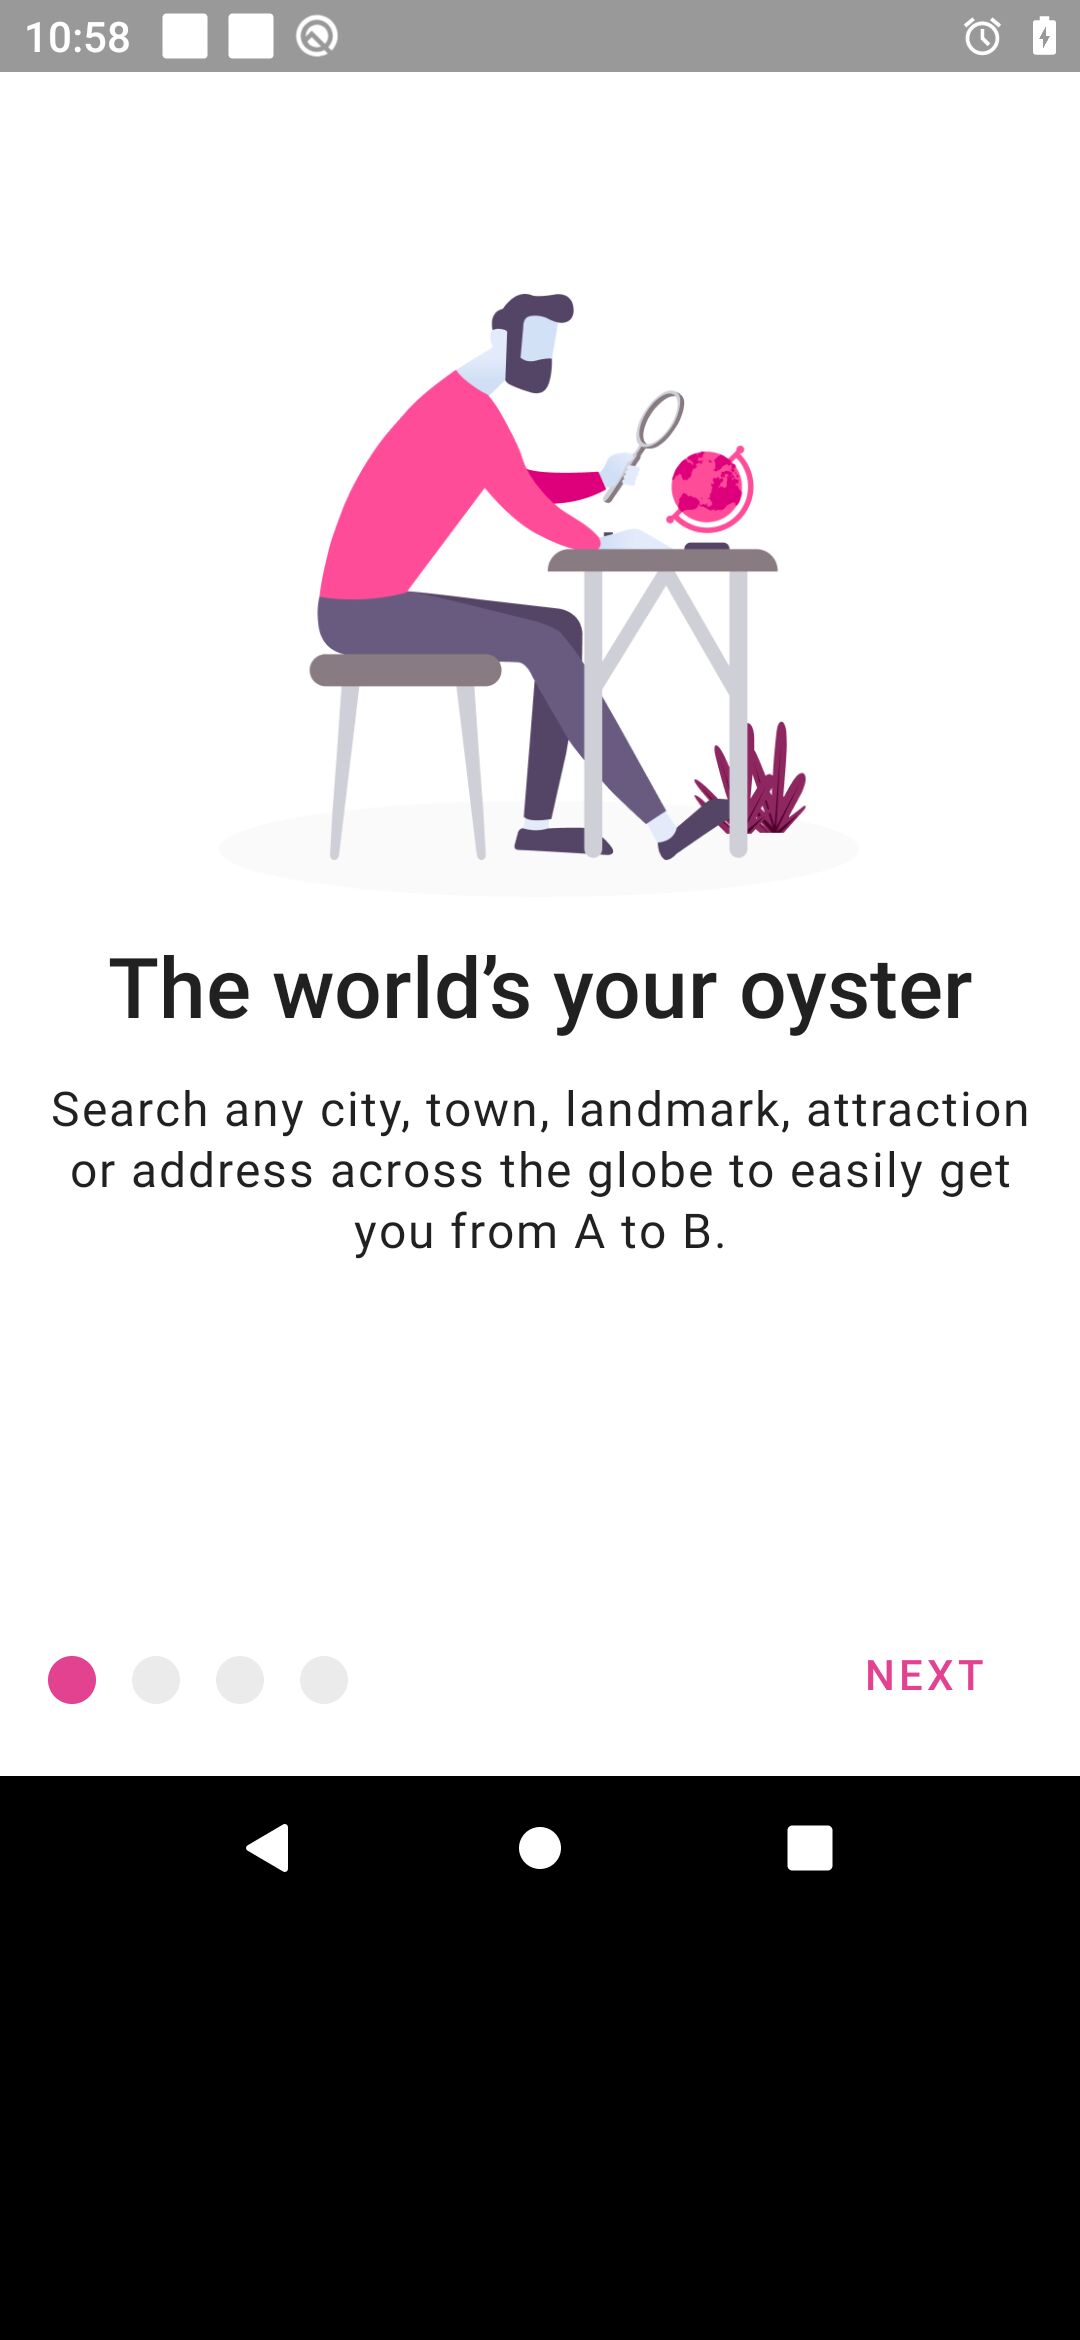 10:58
The world’s your oyster
Search any city, town, landmark, attraction
or address across the globe to easily get
you from A to B.
NEXT